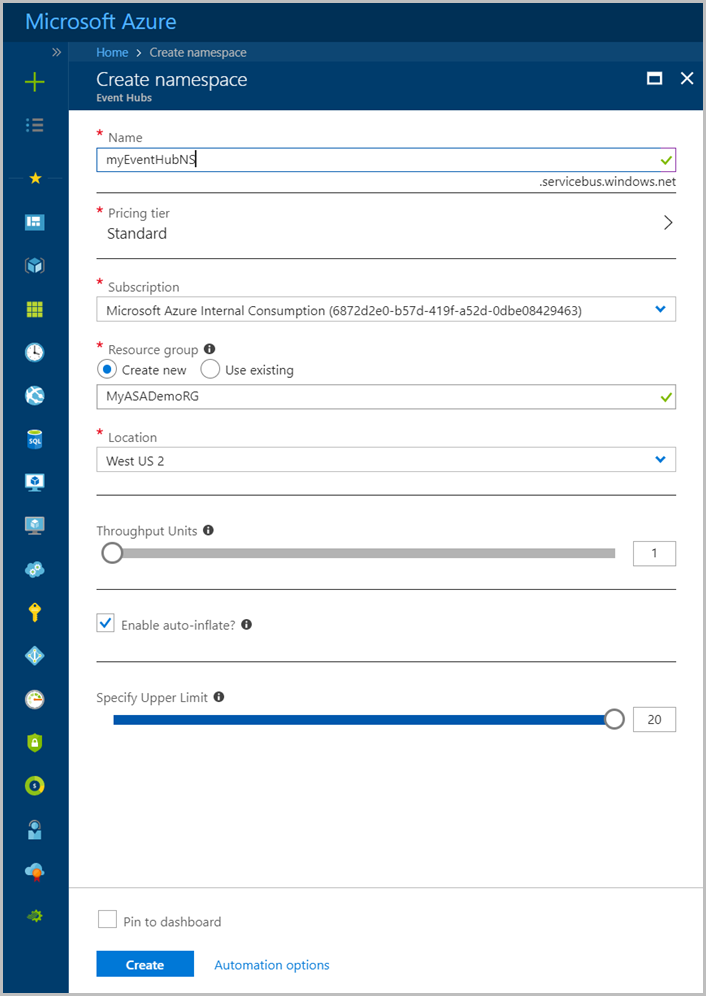 Microsoft Azure
Home > Create namespace
Create namespace
Event Hubs
* Name
myEventHubNS
.servicebus.windows.net
* Pricing tier
Standard
* Subscription
Microsoft Azure Internal Consumption (6872d2e0-b57d-419f-a52d-0dbe08429463)
* Resource group
Create new Use existing
MyASADemoRG
* Location
West US 2
Throughput Units
1
Enable auto-inflate?
Specify Upper Limit
20
SQL
Pin to dashboard
Create Automation options